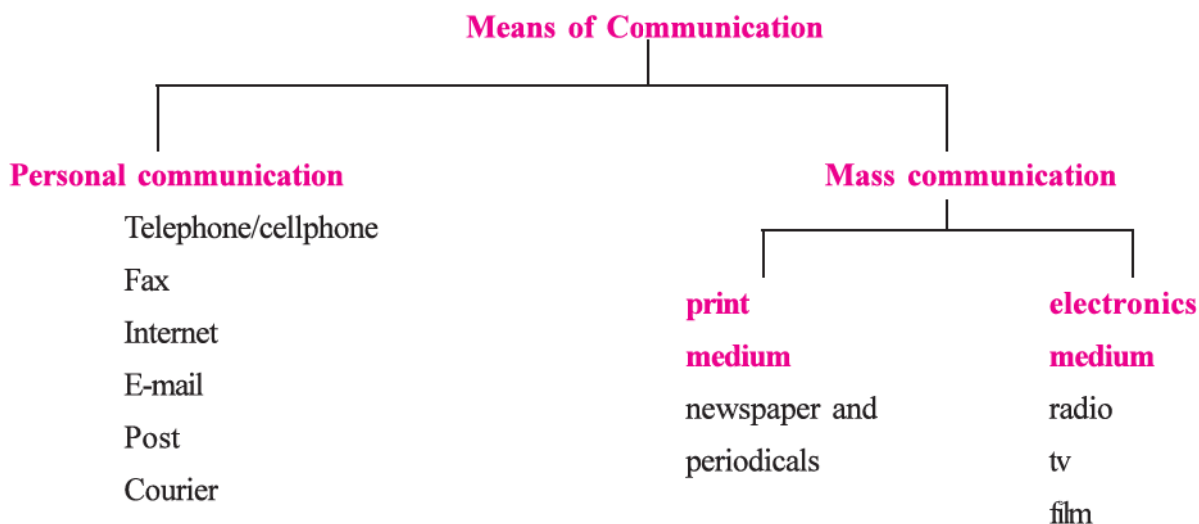 Means of Communication
Personal communication
Telephone/cellphone
Fax
Internet
E-mail
Post
Courier
Mass communication
print
medium
newspaper and
periodicals
electronics
medium
radio
tv
film